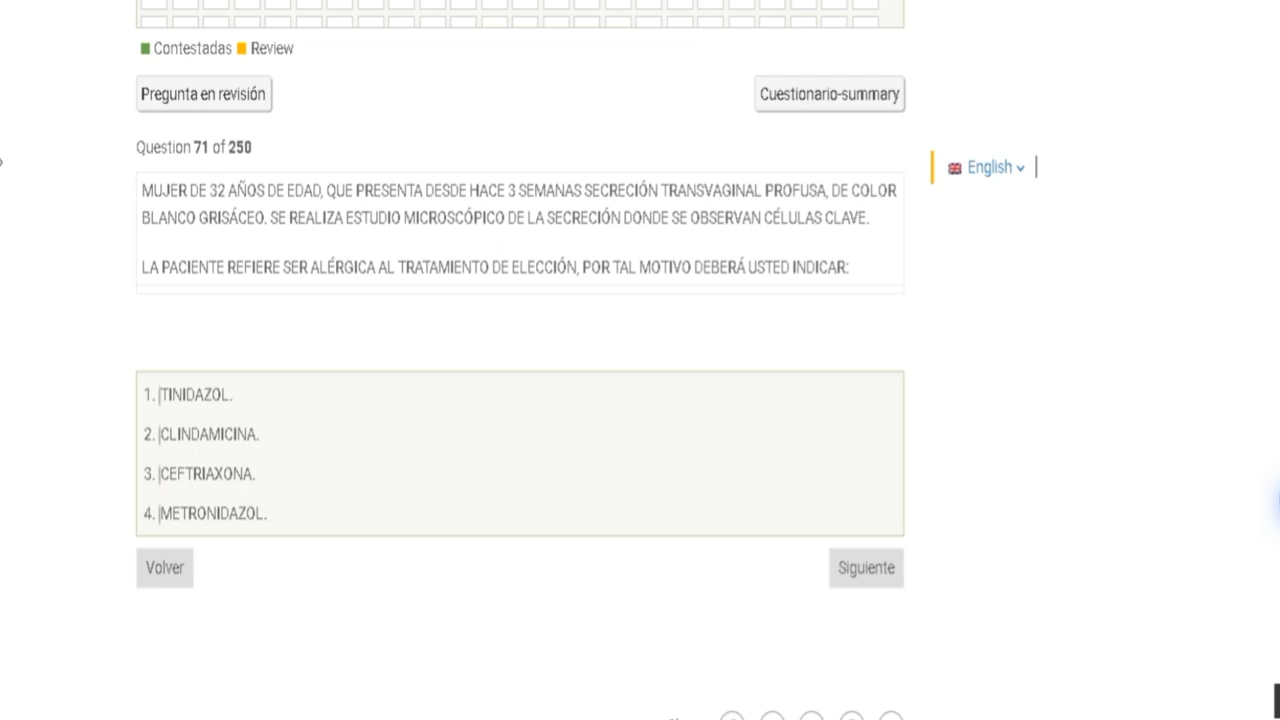 Contestadas Review
Pregunta en revisión
Cuestionario-summary
Question 71 of 250
English
MUJER DE 32 AÑOS DE EDAD, QUE PRESENTA DESDE HACE 3 SEMANAS SECRECIÓN TRANSVAGINAL PROFUSA, DE COLOR
BLANCO GRISÁCEO. SE REALIZA ESTUDIO MICROSCÓPICO DE LA SECRECIÓN DONDE SE OBSERVAN CÉLULAS CLAVE.
LA PACIENTE REFIERE SER ALÉRGICA AL TRATAMIENTO DE ELECCIÓN, POR TAL MOTIVO DEBERÁ USTED INDICAR:
1. TINIDAZOL.
2. CLINDAMICINA.
3. CEFTRIAXONA.
4. METRONIDAZOL.
Volver
Siguiente